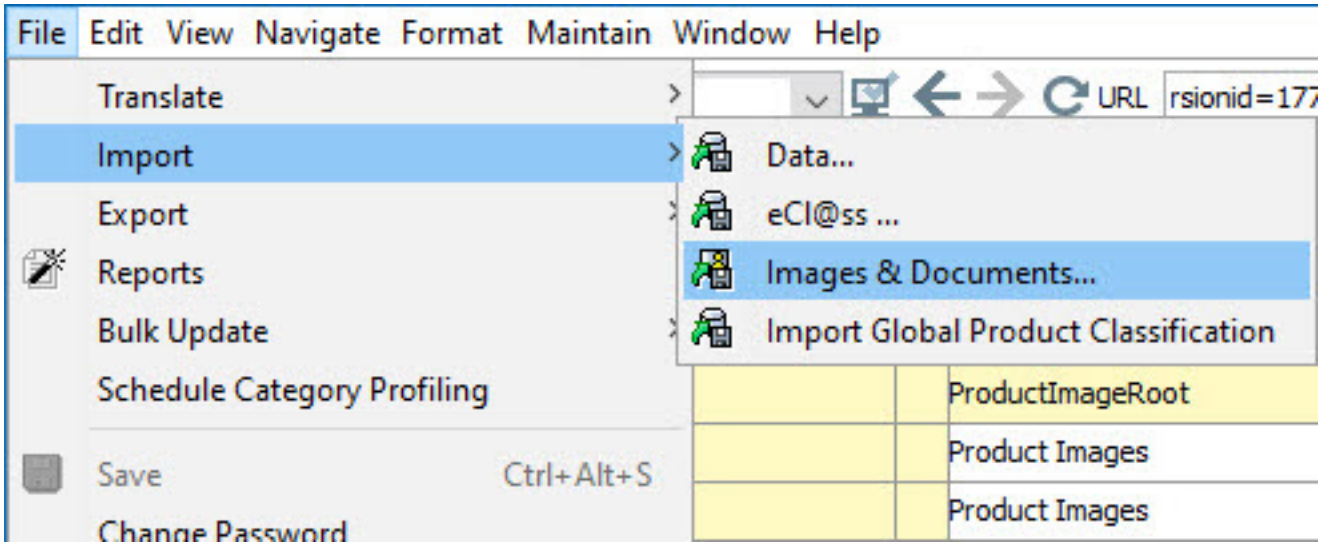 File Edit View Navigate Format Maintain Window Help
Translate
URL rsionid=177
Import
Data...
Export
eCl@ss ...
Reports
Images & Documents...
Bulk Update
Import Global Product Classification
Schedule Category Profiling
ProductImageRoot
Product Images
Save Ctrl+Alt+S
Product Images
Change Password